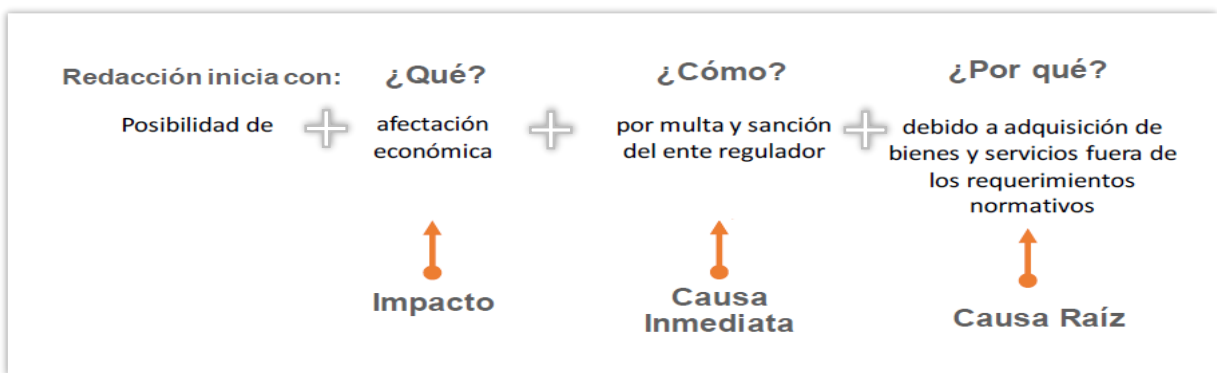 Redacción inicia con:
¿Qué?
¿Cómo?
¿Por qué?
Posibilidad de
afectación
económica
por multa y sanción
del ente regulador
debido a adquisición de
bienes y servicios fuera de
los requerimientos
normativos
Impacto
Causa
Inmediata
Causa Raíz